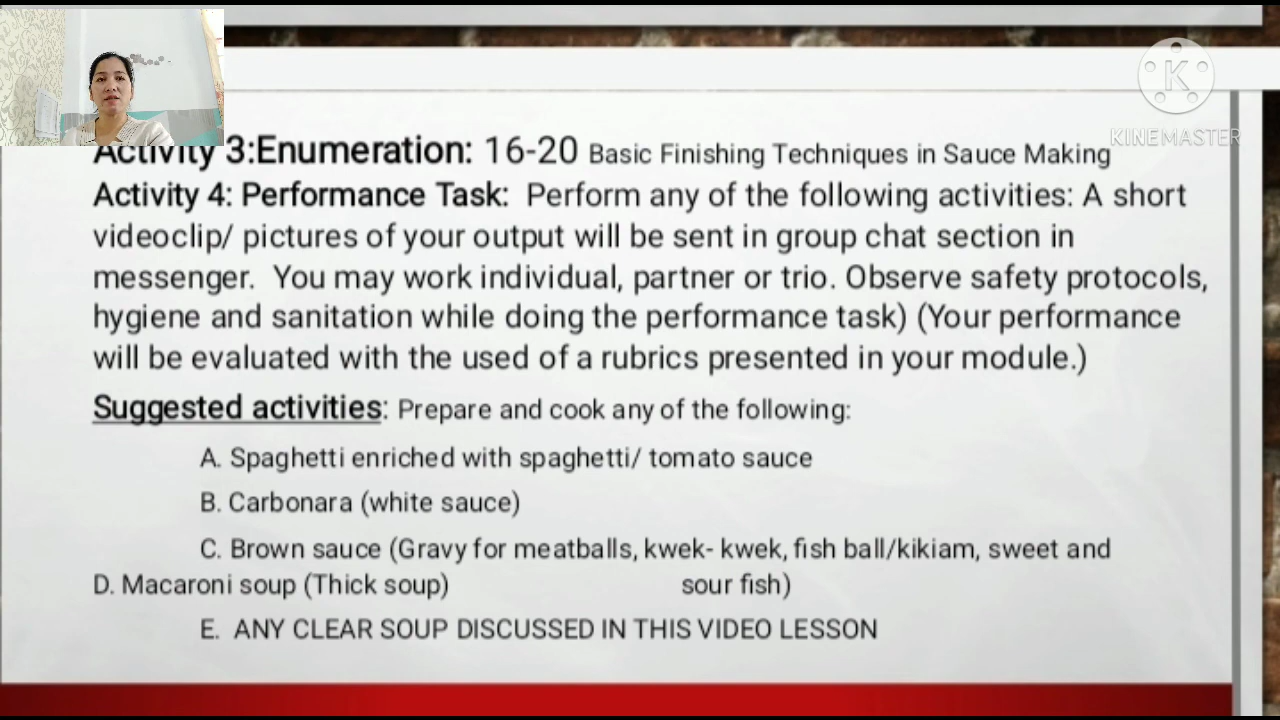 K
KINEMASTER
Activity 3:Enumeration: 16-20 Basic Finishing Techniques in Sauce Making
Activity 4: Performance Task: Perform any of the following activities: A short
videoclip/ pictures of your output will be sent in group chat section in
messenger. You may work individual, partner or trio. Observe safety protocols,
hygiene and sanitation while doing the performance task) (Your performance
will be evaluated with the used of a rubrics presented in your module.)
Suggested activities: Prepare and cook any of the following:
A. Spaghetti enriched with spaghetti/ tomato sauce
B. Carbonara (white sauce)
C. Brown sauce (Gravy for meatballs, kwek- kwek, fish ball/kikiam, sweet and
D. Macaroni soup (Thick soup) sour fish)
E. ANY CLEAR SOUP DISCUSSED IN THIS VIDEO LESSON